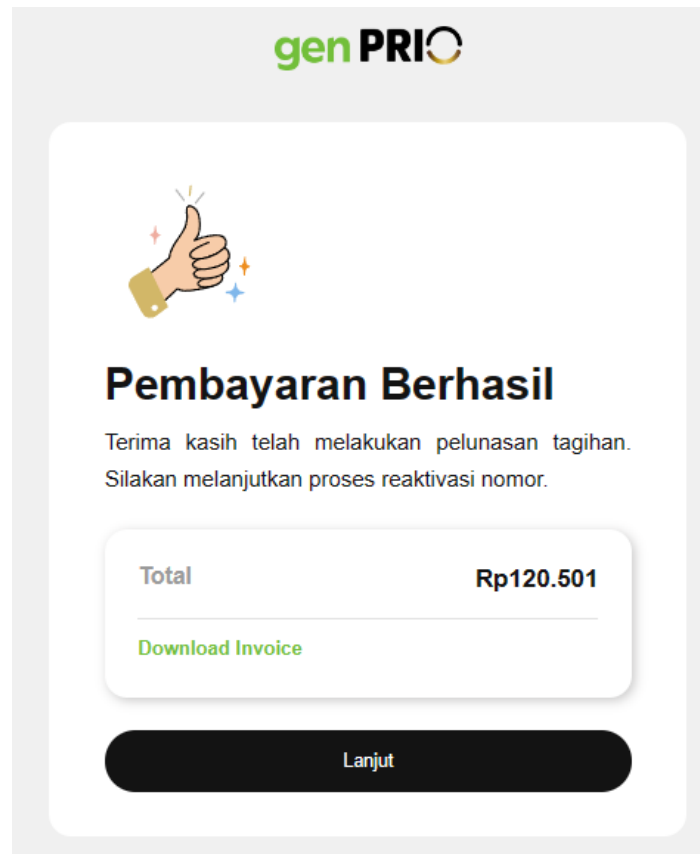 gen PRIO
Pembayaran Berhasil
Terima kasih telah melakukan pelunasan tagihan.
Silakan melanjutkan proses reaktivasi nomor.
Total Rp120.501
Download Invoice
Lanjut